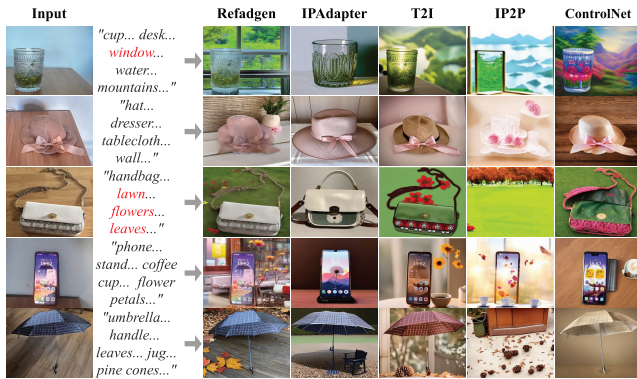 Input Refadgen IPAdapter T2I IP2P ControlNet
"cup... desk...
window...
water...
mountains..."
"hat...
dresser...
tablecloth...
wall..."
"handbag...
lawn...
flowers...
leaves..."
"phone...
stand... coffee
cup... flower
petals..."
"umbrella...
handle...
leaves... jug...
pine cones..."